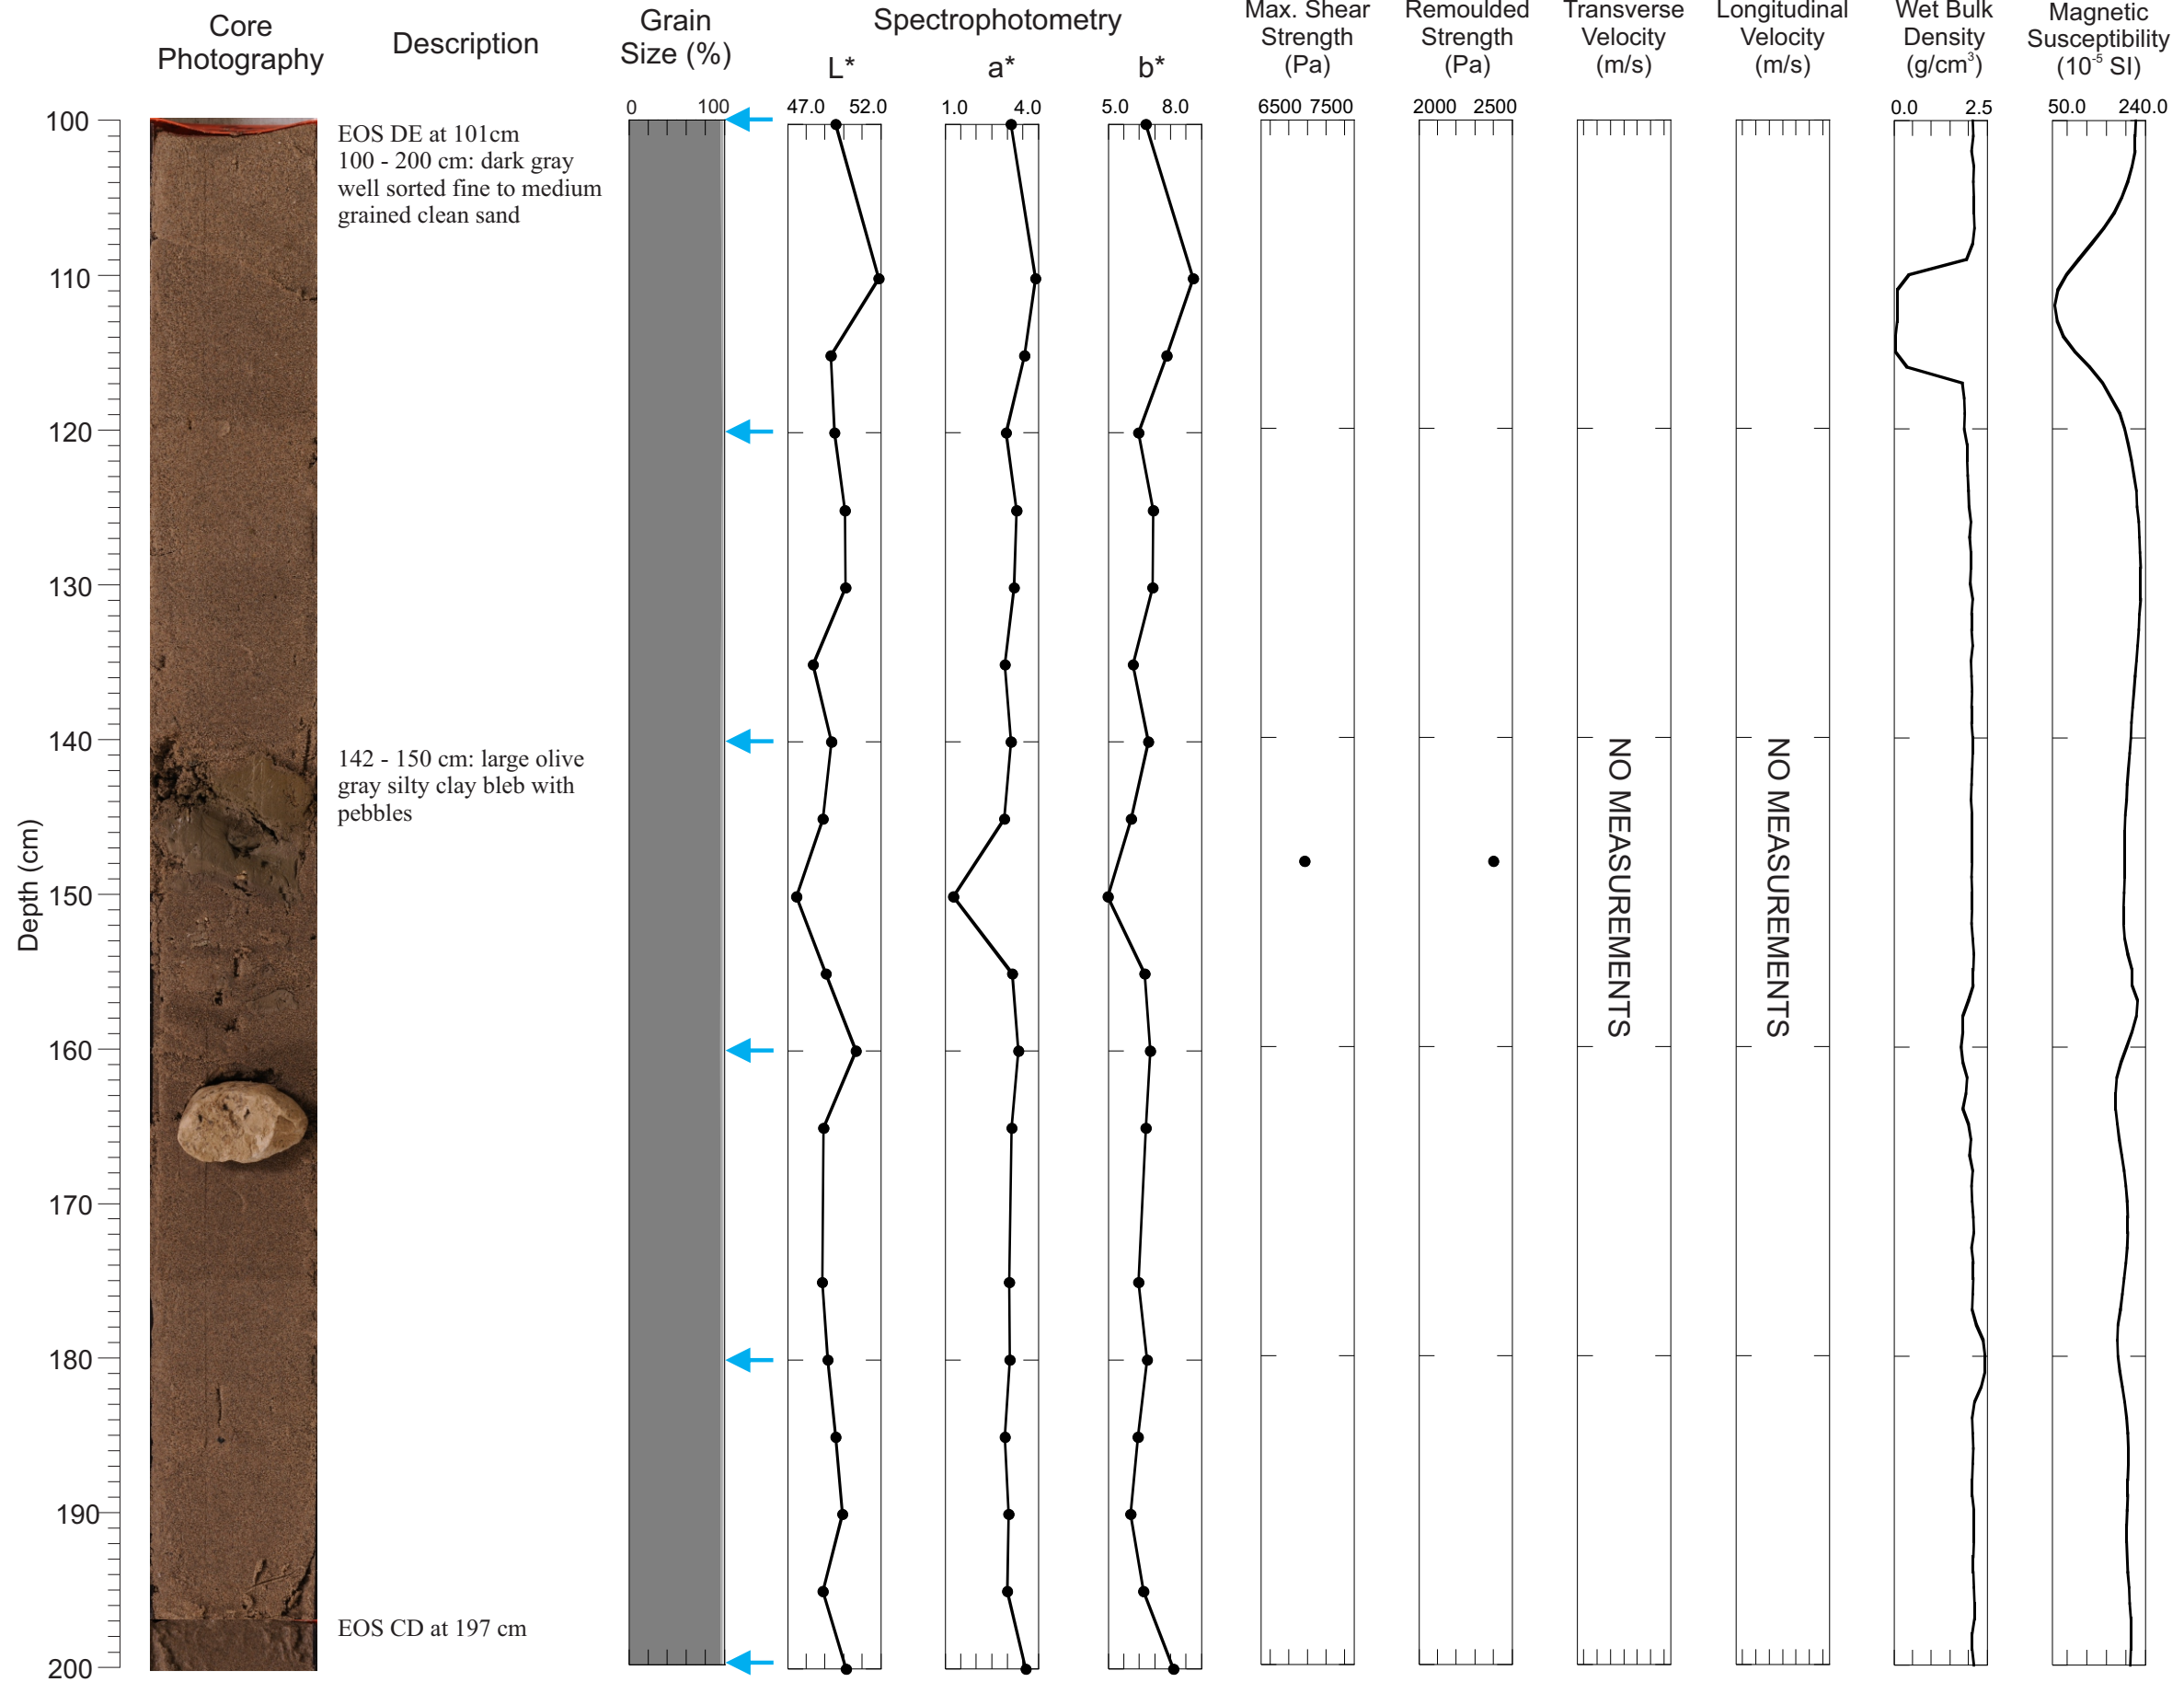 Core
Photography
Description
Grain
Size (%)
Spectrophotometry
L*
a*
b*
Max. Shear
Strength
(Pa)
Remoulded
Strength
(Pa)
Transverse
Velocity
(m/s)
Longitudinal
Velocity
(m/s)
Wet Bulk
Density
(g/cm³)
Magnetic
Susceptibility
(10⁻⁵ SI)
0 100
47.0 52.0
1.0 4.0
5.0 8.0
6500 7500
2000 2500
0.0 2.5
50.0 240.0
Depth (cm)
100
110
120
130
140
150
160
170
180
190
200
EOS DE at 101cm
100 - 200 cm: dark gray
well sorted fine to medium
grained clean sand
142 - 150 cm: large olive
gray silty clay bleb with
pebbles
EOS CD at 197 cm
NO MEASUREMENTS
NO MEASUREMENTS